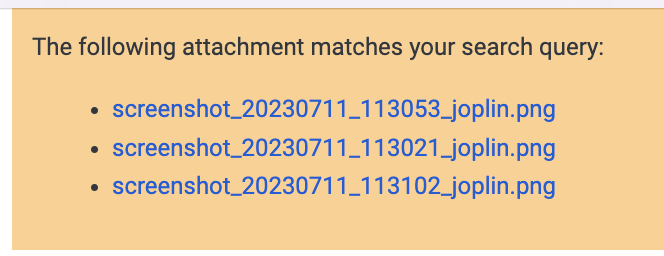 The following attachment matches your search query:
screenshot_20230711_113053_joplin.png
screenshot_20230711_113021_joplin.png
screenshot_20230711_113102_joplin.png